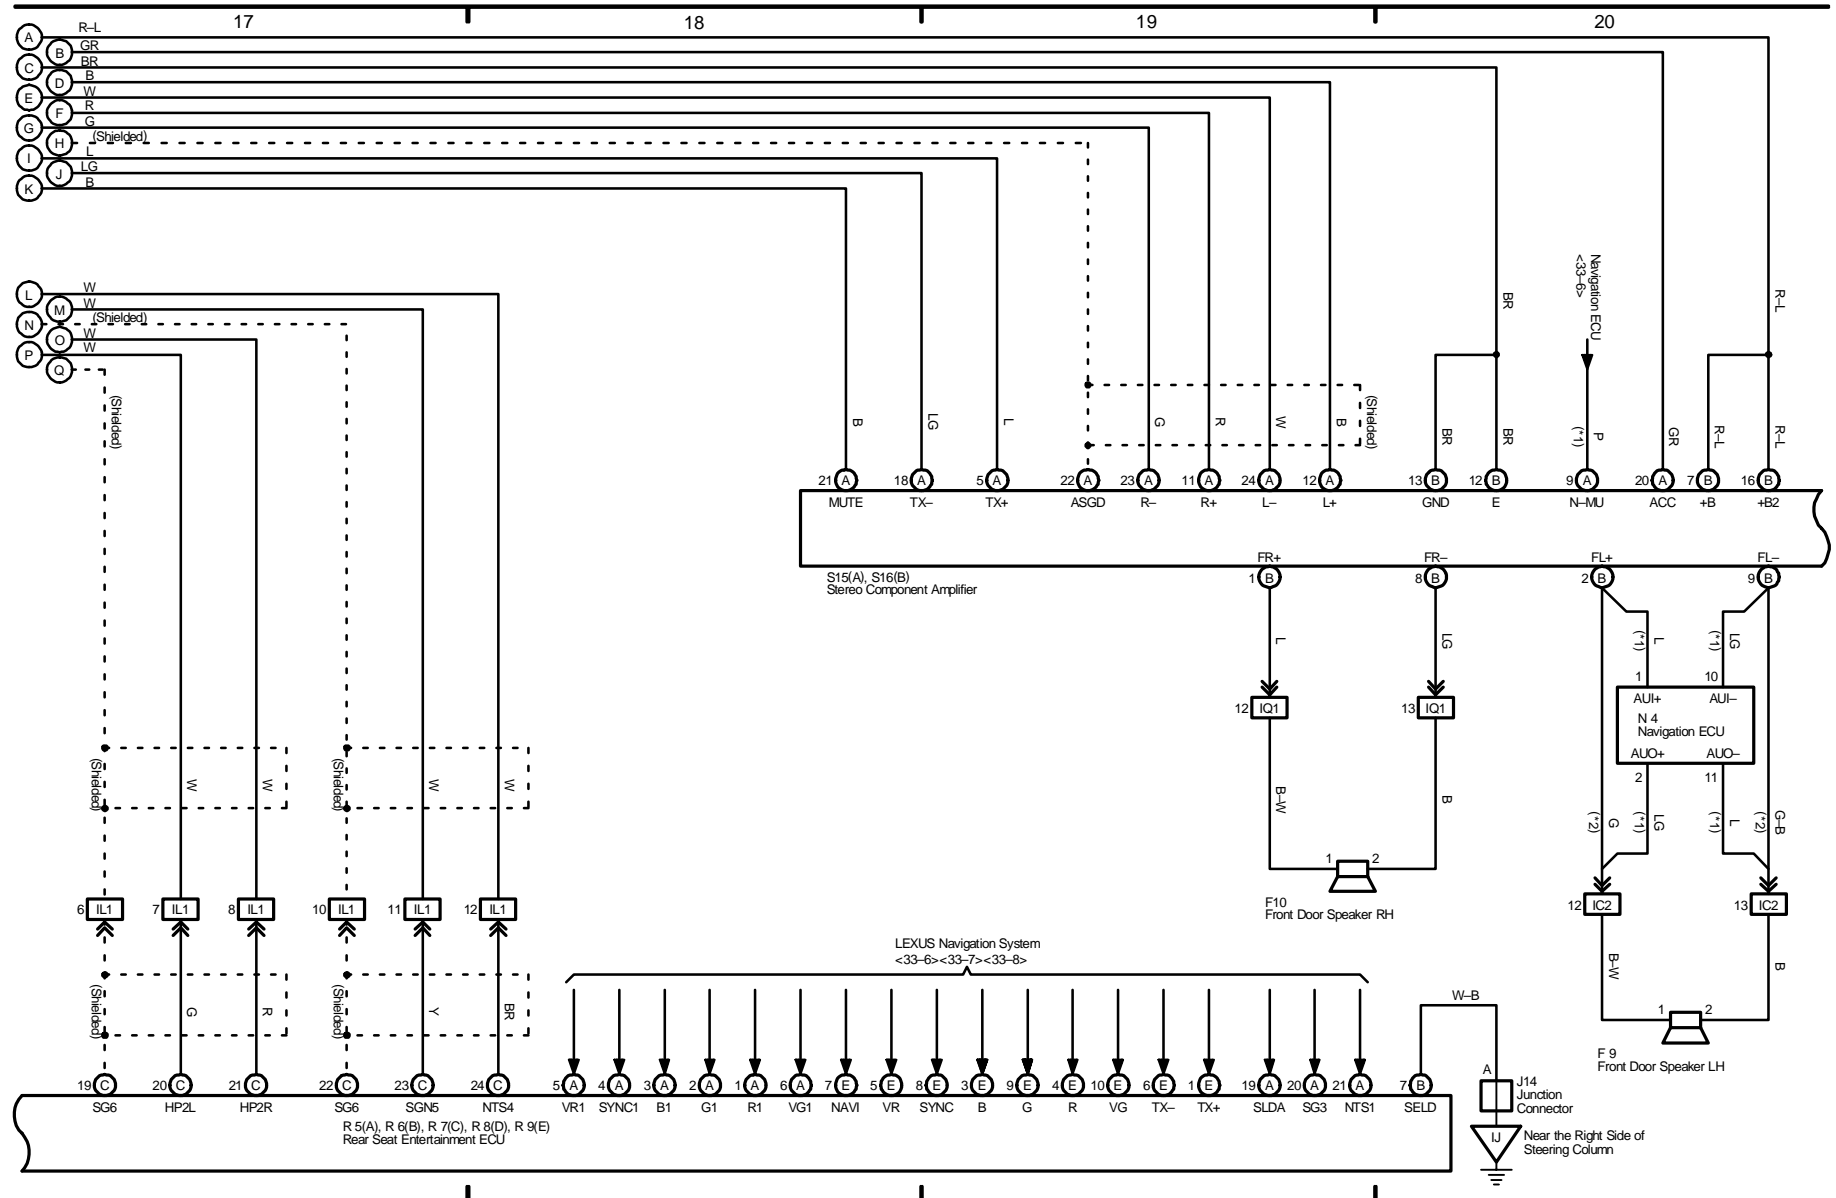 17 18 19 20
A R–L
B GR
C BR
D B
E W
F R
G G
H (Shielded)
I L
J LG
K B
L W
M W
N (Shielded)
O W
P W
Q
Navigation ECU
<33–6>
BR
R–L
(Shielded)
B LG L G R W B (Shielded) BR BR P (*1) GR R–L R–L
21 A 18 A 5 A 22 A 23 A 11 A 24 A 12 A 13 B 12 B 9 A 20 A 7 B 16 B
MUTE TX– TX+ ASGD R– R+ L– L+ GND E N–MU ACC +B +B2
FR+ FR– FL+ FL–
1 B 8 B 2 B 9 B
S15(A), S16(B)
Stereo Component Amplifier
L LG (*1) L (*1) LG
1 10
AUI+ AUI–
N 4
Navigation ECU
AUO+ AUO–
2 11
12 IQ1 13 IQ1
(Shielded) W W (Shielded) W W
B–W B
(*2) G (*1) LG (*1) L (*2) G–B
1 2
F10
Front Door Speaker RH
6 IL1 7 IL1 8 IL1 10 IL1 11 IL1 12 IL1
12 IC2 13 IC2
B–W B
LEXUS Navigation System
<33–6><33–7><33–8>
(Shielded) G R (Shielded) Y BR
W–B
1 2
F 9
Front Door Speaker LH
A
J14
Junction
Connector
19 C 20 C 21 C 22 C 23 C 24 C 5 A 4 A 3 A 2 A 1 A 6 A 7 E 5 E 8 E 3 E 9 E 4 E 10 E 6 E 1 E 19 A 20 A 21 A 7 B
SG6 HP2L HP2R SG6 SGN5 NTS4 VR1 SYNC1 B1 G1 R1 VG1 NAVI VR SYNC B G R VG TX– TX+ SLDA SG3 NTS1 SELD
R 5(A), R 6(B), R 7(C), R 8(D), R 9(E)
Rear Seat Entertainment ECU
IJ
Near the Right Side of
Steering Column